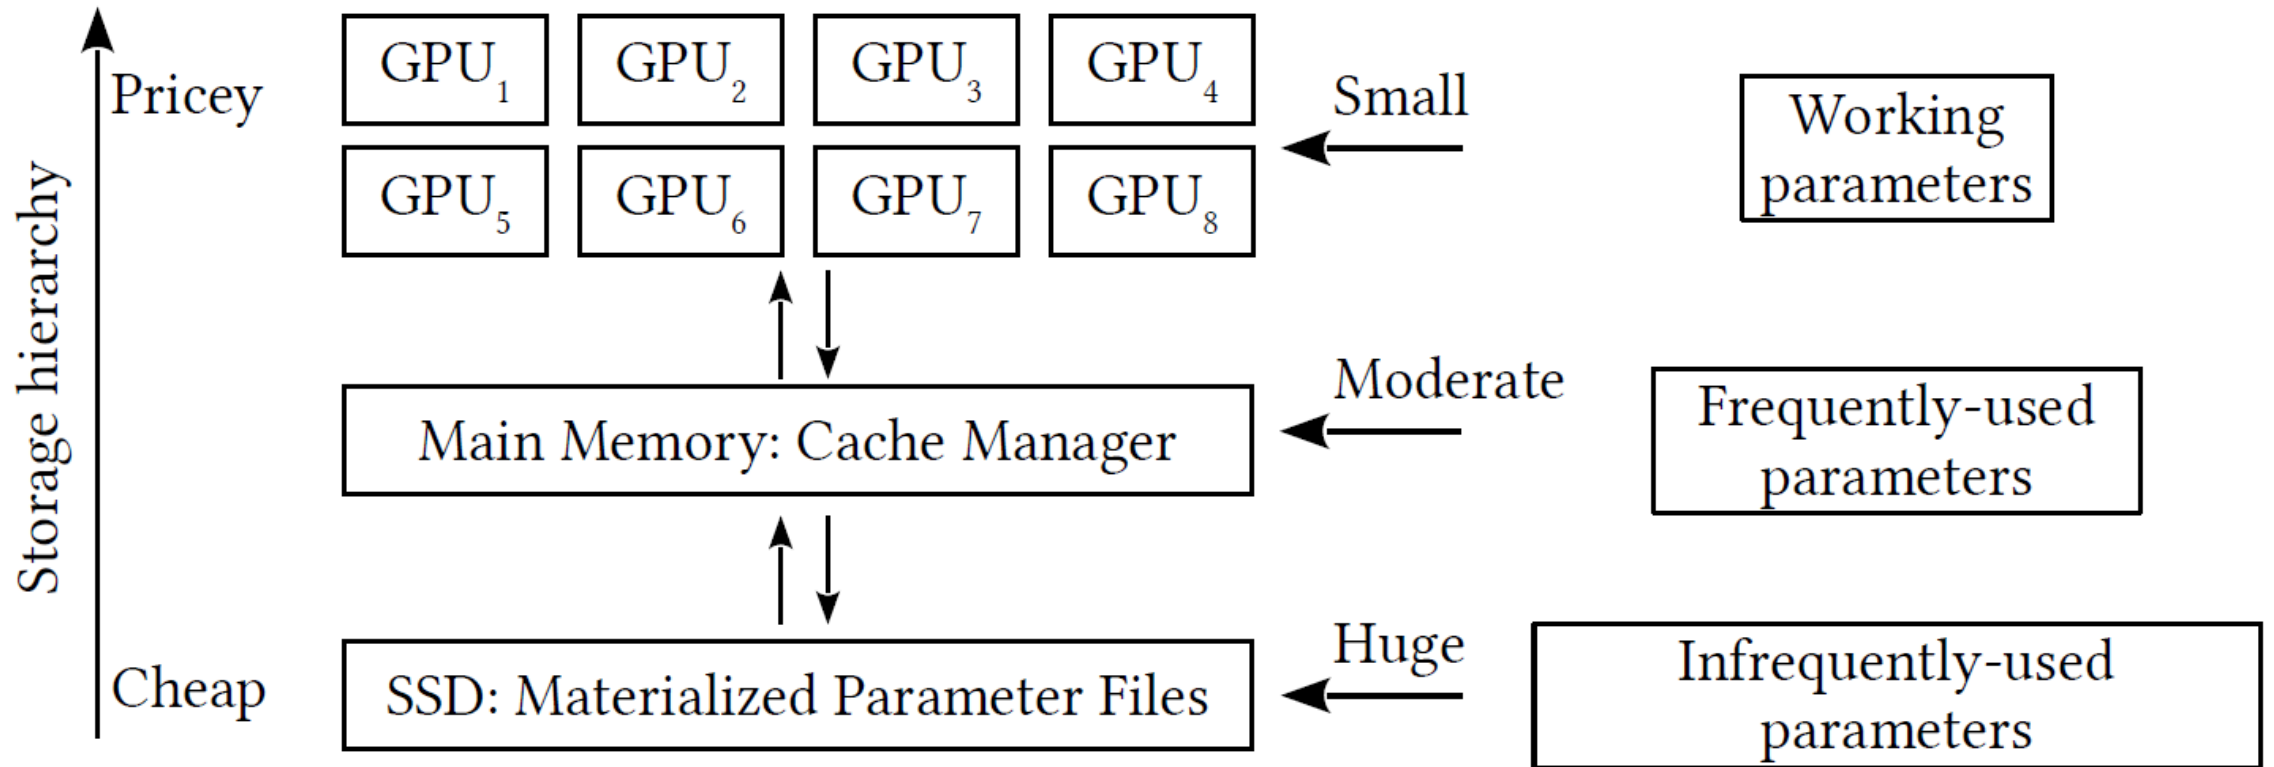 Storage hierarchy
Pricey
GPU1 GPU2 GPU3 GPU4
GPU5 GPU6 GPU7 GPU8
Small
Working
parameters
Main Memory: Cache Manager
Moderate
Frequently-used
parameters
Cheap
SSD: Materialized Parameter Files
Huge
Infrequently-used
parameters